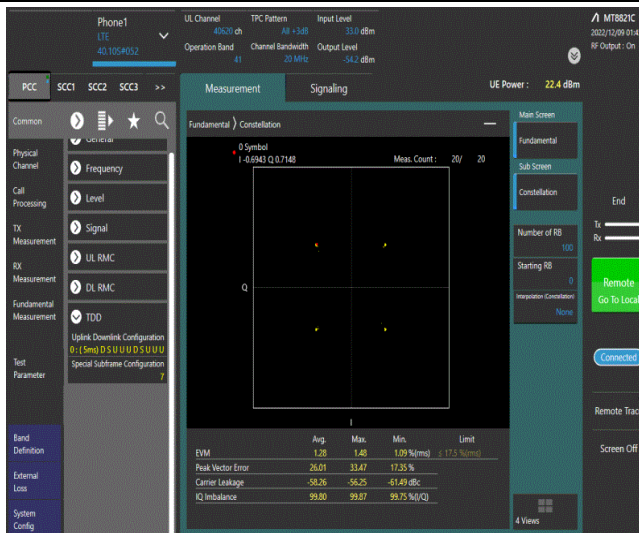 Phone1
LTE
40,105#052
UL Channel
40620 ch
TPC Pattern
All +3dB
Input Level
33.0 dBm
Operation Band
41
Channel Bandwidth
20 MHz
Output Level
-54.2 dBm
MT8821C
2022/12/09 01:4
RF Output : On
PCC
SCC1
SCC2
SCC3
>>
Measurement
Signaling
UE Power :
22.4 dBm
Common
General
Physical
Channel
Frequency
Call
Processing
Level
TX
Measurement
Signal
UL RMC
RX
Measurement
DL RMC
Fundamental
Measurement
TDD
Uplink Downlink Configuration
0 : ( 5ms) D S U U U D S U U U
Special Subframe Configuration
7
Test
Parameter
Band
Definition
External
Loss
System
Config
Fundamental
Constellation
0 Symbol
I -0.6943 Q 0.7148
Meas. Count :
20/
20
Q
I
Avg.
Max.
Min.
Limit
EVM
1.28
1.48
1.09 %(rms)
≤ 17.5 %(rms)
Peak Vector Error
26.01
33.47
17.35 %
Carrier Leakage
-58.26
-56.25
-61.49 dBc
IQ Imbalance
99.80
99.87
99.75 %(I/Q)
Main Screen
Fundamental
Sub Screen
Constellation
Number of RB
100
Starting RB
0
Interpolation (Constellation)
None
4 Views
End
Tx
Rx
Remote
Go To Local
Connected
Remote Trac
Screen Off